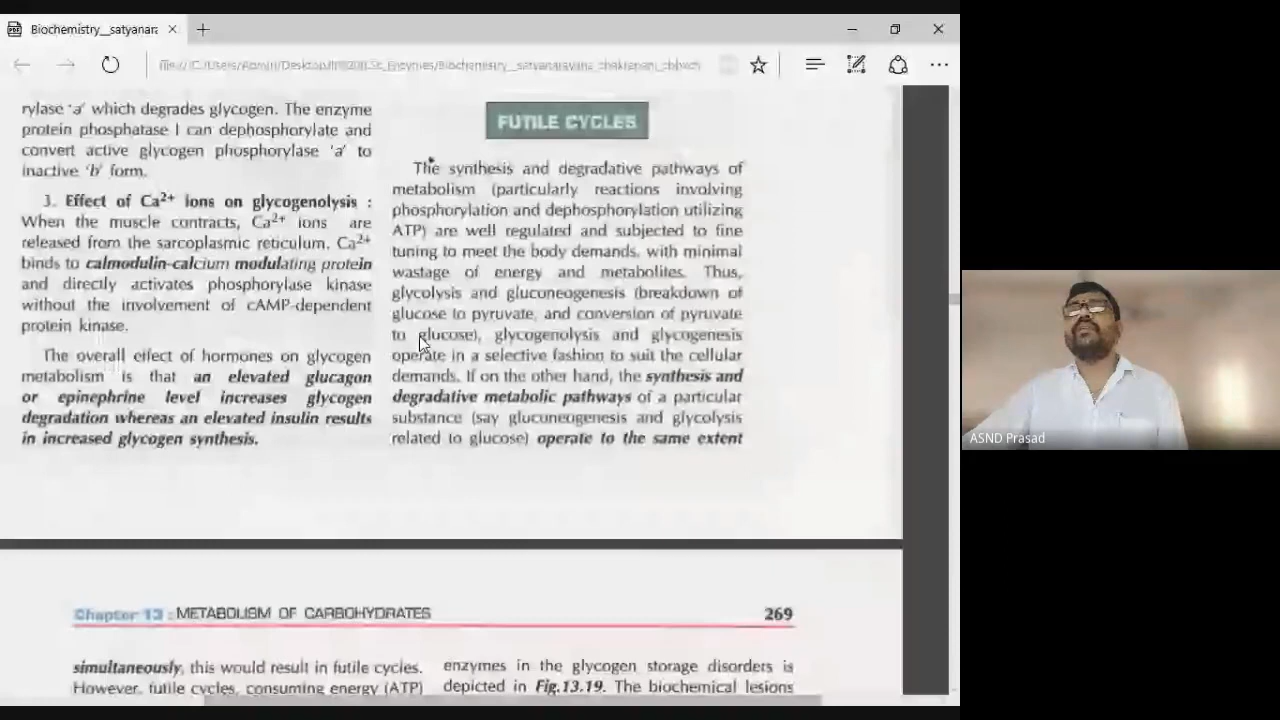 Biochemistry__satyanara
rylase 'a' which degrades glycogen. The enzyme
protein phosphatase I can dephosphorylate and
convert active glycogen phosphorylase 'a' to
inactive 'b' form.
3. Effect of Ca2+ ions on glycogenolysis :
When the muscle contracts, Ca2+ ions are
released from the sarcoplasmic reticulum. Ca2+
binds to calmodulin-calcium modulating protein
and directly activates phosphorylase kinase
without the involvement of cAMP-dependent
protein kinase.
The overall effect of hormones on glycogen
metabolism is that an elevated glucagon
or epinephrine level increases glycogen
degradation whereas an elevated insulin results
in increased glycogen synthesis.
FUTILE CYCLES
The synthesis and degradative pathways of
metabolism (particularly reactions involving
phosphorylation and dephosphorylation utilizing
ATP) are well regulated and subjected to fine
tuning to meet the body demands, with minimal
wastage of energy and metabolites. Thus,
glycolysis and gluconeogenesis (breakdown of
glucose to pyruvate, and conversion of pyruvate
to glucose), glycogenolysis and glycogenesis
operate in a selective fashion to suit the cellular
demands. If on the other hand, the synthesis and
degradative metabolic pathways of a particular
substance (say gluconeogenesis and glycolysis
related to glucose) operate to the same extent
Chapter 13 : METABOLISM OF CARBOHYDRATES 269
simultaneously, this would result in futile cycles.
However, futile cycles, consuming energy (ATP)
enzymes in the glycogen storage disorders is
depicted in Fig.13.19. The biochemical lesions
ASND Prasad